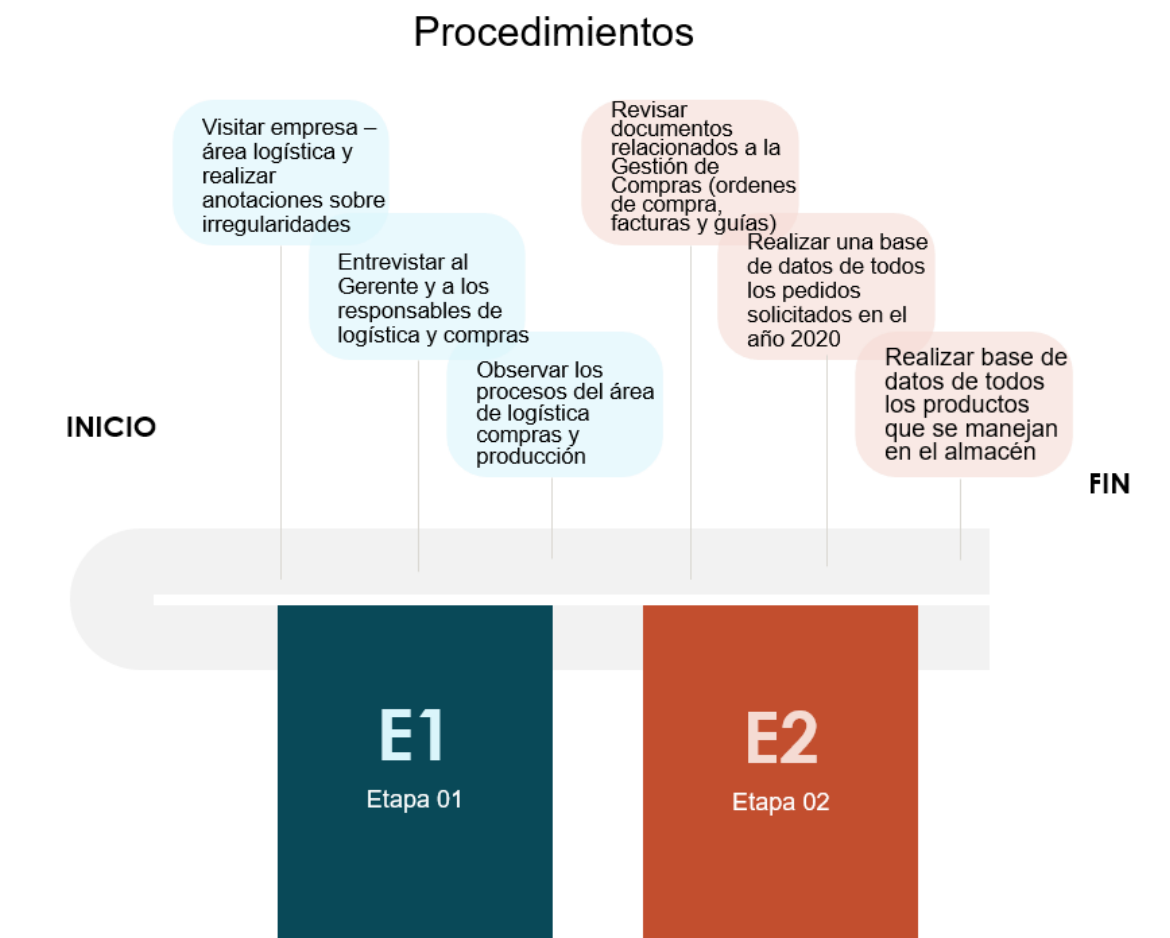 Procedimientos
Visitar empresa –
área logística y
realizar
anotaciones sobre
irregularidades
Entrevistar al
Gerente y a los
responsables de
logística y compras
Observar los
procesos del área
de logística
compras y
producción
Revisar
documentos
relacionados a la
Gestión de
Compras (ordenes
de compra,
facturas y guías)
Realizar una base
de datos de todos
los pedidos
solicitados en el
año 2020
Realizar base de
datos de todos
los productos
que se manejan
en el almacén
INICIO
FIN
E1
Etapa 01
E2
Etapa 02